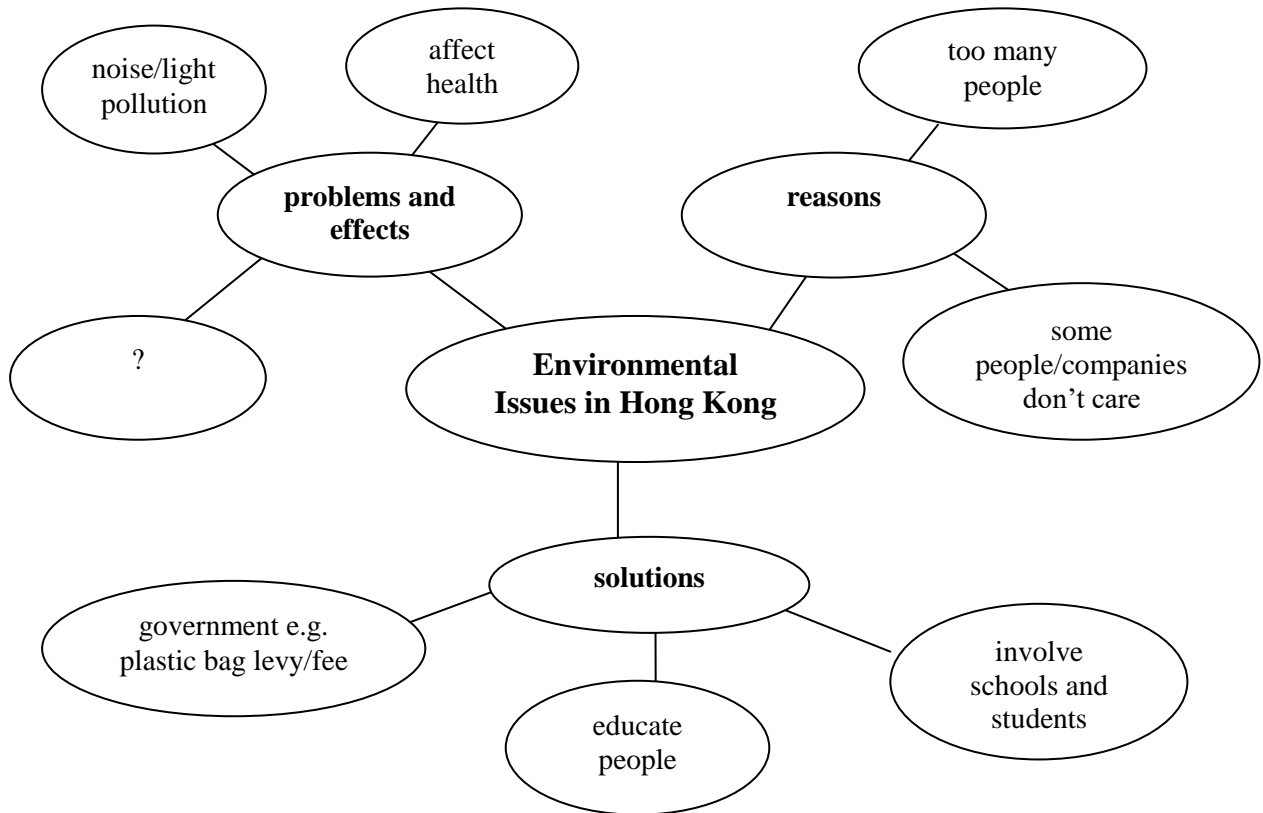 noise/light
pollution
affect
health
too many
people
problems and
effects
reasons
?
some
people/companies
don’t care
Environmental
Issues in Hong Kong
solutions
government e.g.
plastic bag levy/fee
educate
people
involve
schools and
students